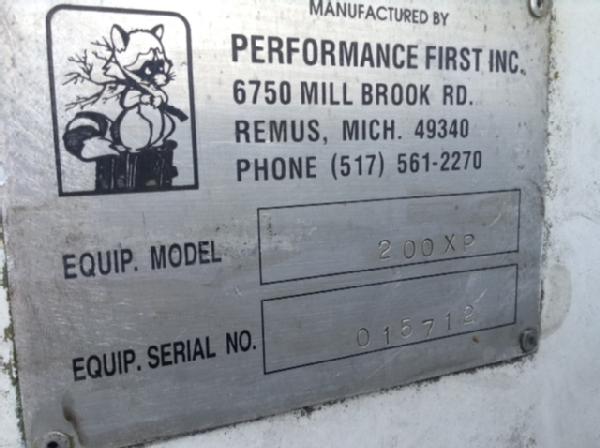 MANUFACTURED BY
PERFORMANCE FIRST INC.
6750 MILL BROOK RD.
REMUS, MICH. 49340
PHONE (517) 561-2270
EQUIP. MODEL 200XP
EQUIP. SERIAL NO. 015712